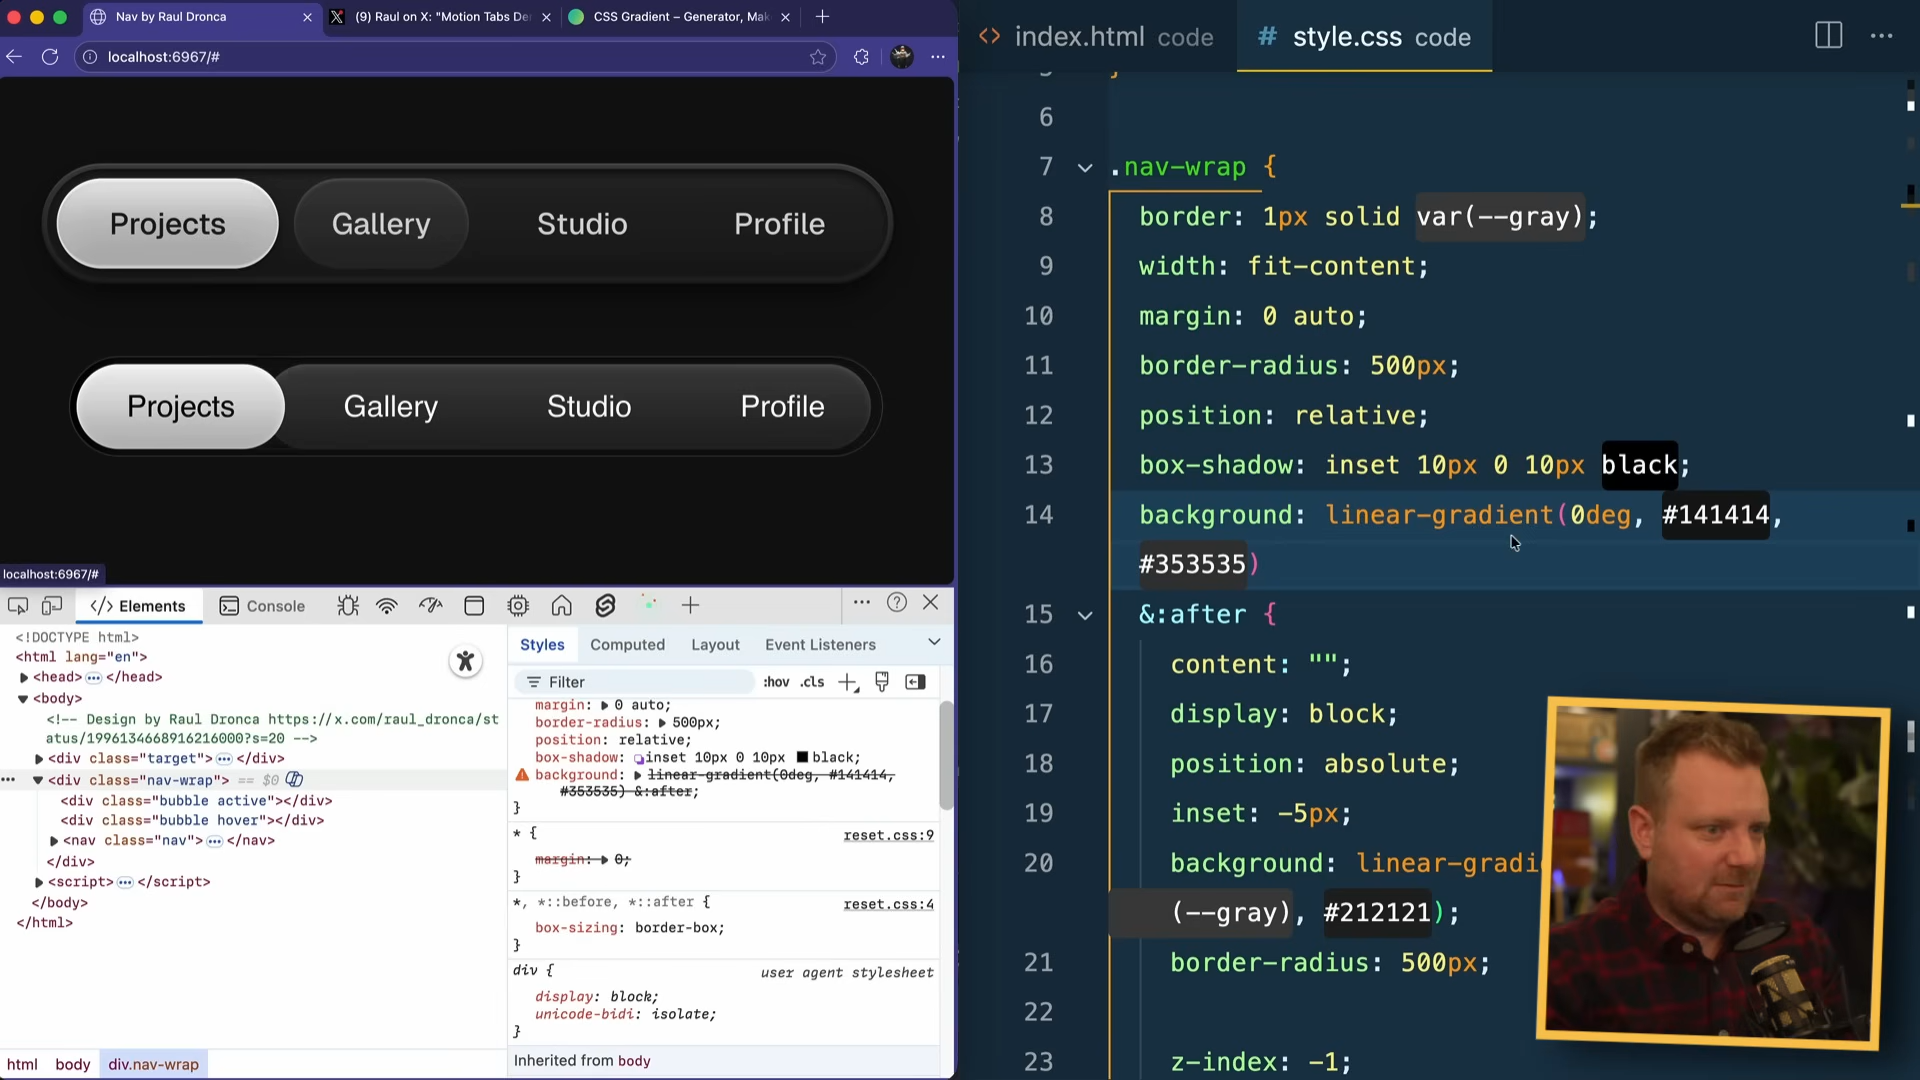 Nav by Raul Dronca
(9) Raul on X: "Motion Tabs De
CSS Gradient – Generator, Mak
localhost:6967/#
Projects
Gallery
Studio
Profile
Projects
Gallery
Studio
Profile
localhost:6967/#
Elements
Console
<!DOCTYPE html>
<html lang="en">
<head> ••• </head>
<body>
<!-- Design by Raul Dronca https://x.com/raul_dronca/st
atus/1996134668916216000?s=20 -->
<div class="target"> ••• </div>
••• <div class="nav-wrap"> == $0
<div class="bubble active"></div>
<div class="bubble hover"></div>
<nav class="nav"> ••• </nav>
</div>
<script> ••• </script>
</body>
</html>
html body div.nav-wrap
Styles
Computed
Layout
Event Listeners
Filter
:hov .cls
margin: 0 auto;
border-radius: 500px;
position: relative;
box-shadow: inset 10px 0 10px black;
background: linear-gradient(0deg, #141414,
#353535) &:after;
}
* {
reset.css:9
margin: 0;
}
*, *::before, *::after {
reset.css:4
box-sizing: border-box;
}
div {
user agent stylesheet
display: block;
unicode-bidi: isolate;
}
Inherited from body
index.html code
# style.css code
6
7 .nav-wrap {
8 border: 1px solid var(--gray);
9 width: fit-content;
10 margin: 0 auto;
11 border-radius: 500px;
12 position: relative;
13 box-shadow: inset 10px 0 10px black;
14 background: linear-gradient(0deg, #141414,
#353535)
15 &:after {
16 content: "";
17 display: block;
18 position: absolute;
19 inset: -5px;
20 background: linear-gradi
(--gray), #212121);
21 border-radius: 500px;
22
23 z-index: -1;